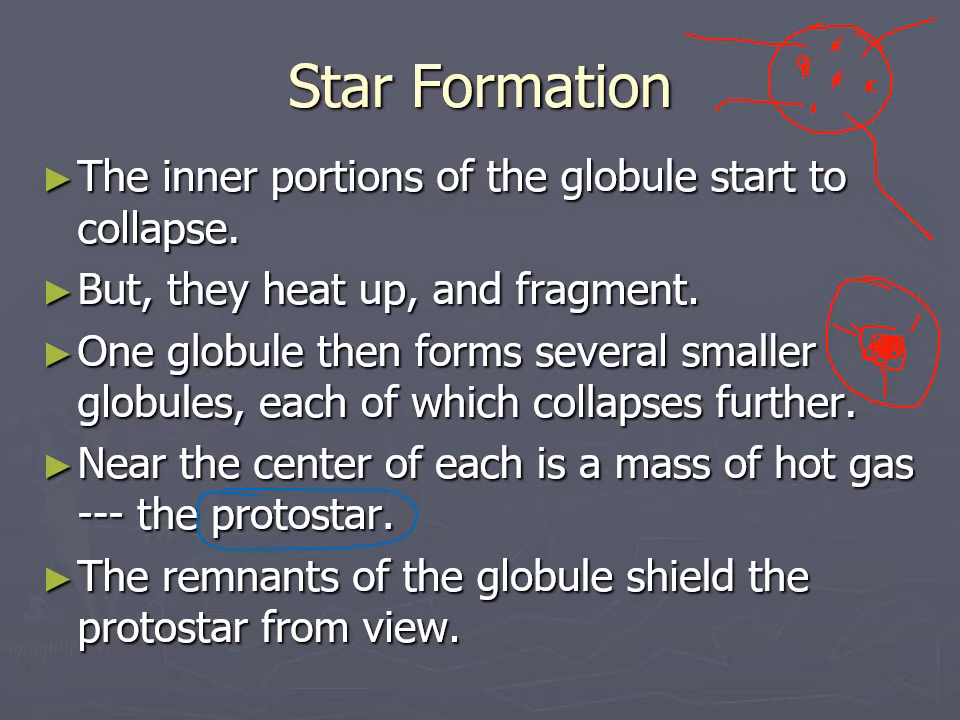 Star Formation
► The inner portions of the globule start to
collapse.
► But, they heat up, and fragment.
► One globule then forms several smaller
globules, each of which collapses further.
► Near the center of each is a mass of hot gas
--- the protostar.
► The remnants of the globule shield the
protostar from view.